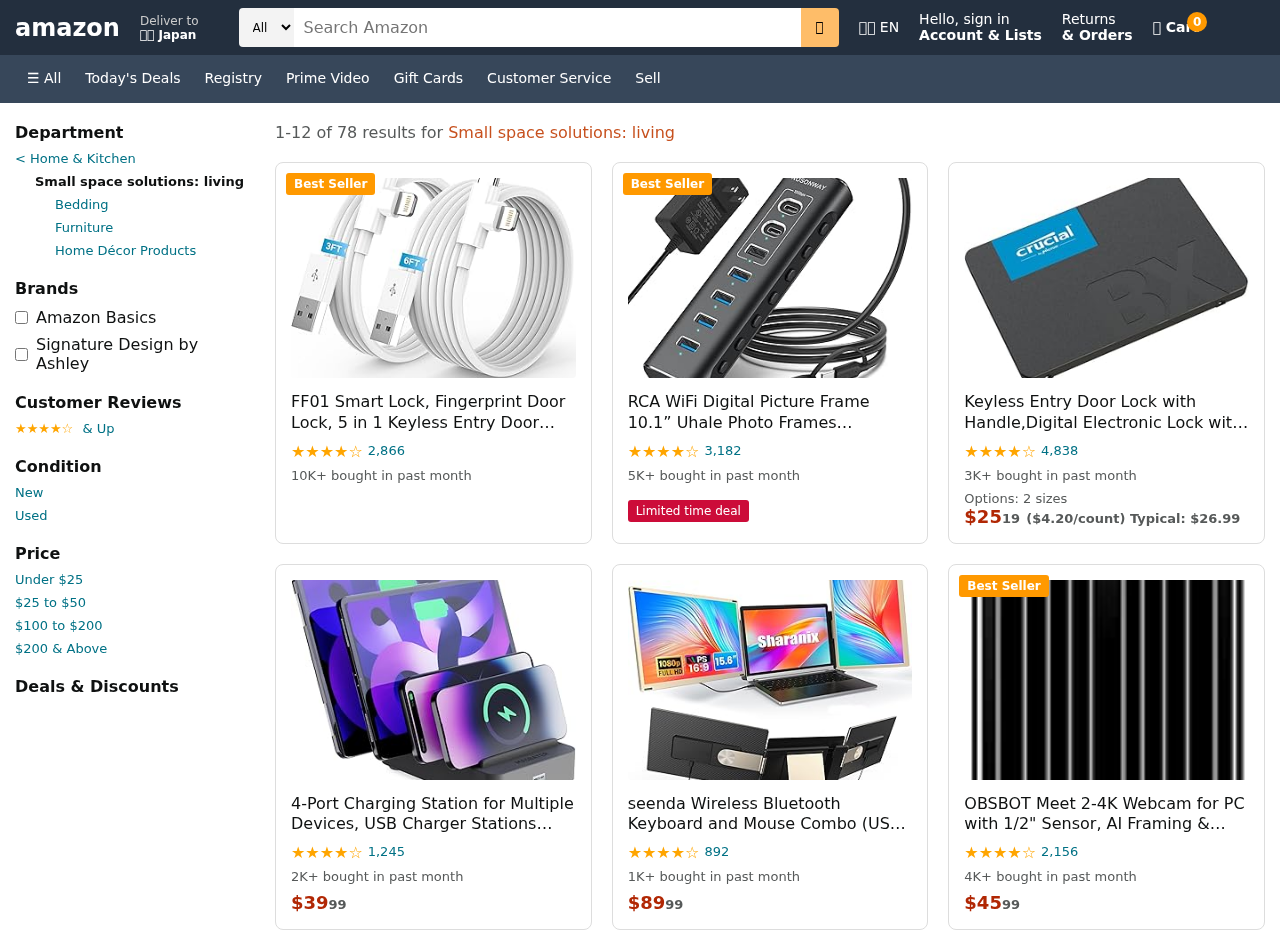 amazon
Deliver to
Japan
All
Search Amazon
EN
Hello, sign in
Account & Lists
Returns
& Orders
0
☰ All
Today's Deals
Registry
Prime Video
Gift Cards
Customer Service
Sell
Department
< Home & Kitchen
Small space solutions: living
Bedding
Furniture
Home Décor Products
Brands
Amazon Basics
Signature Design by
Ashley
Customer Reviews
★★★★☆ & Up
Condition
New
Used
Price
Under $25
$25 to $50
$100 to $200
$200 & Above
Deals & Discounts
1-12 of 78 results for Small space solutions: living
Best Seller
3FT
6FT
FF01 Smart Lock, Fingerprint Door
Lock, 5 in 1 Keyless Entry Door…
★★★★☆ 2,866
10K+ bought in past month
Best Seller
RCA WiFi Digital Picture Frame
10.1” Uhale Photo Frames…
★★★★☆ 3,182
5K+ bought in past month
Limited time deal
crucial
BX
Keyless Entry Door Lock with
Handle,Digital Electronic Lock wit…
★★★★☆ 4,838
3K+ bought in past month
Options: 2 sizes
$25 19 ($4.20/count) Typical: $26.99
4-Port Charging Station for Multiple
Devices, USB Charger Stations…
★★★★☆ 1,245
2K+ bought in past month
$39 99
Sharanix
1080p
FULL HD
IPS
16:9
15.6"
seenda Wireless Bluetooth
Keyboard and Mouse Combo (US…
★★★★☆ 892
1K+ bought in past month
$89 99
Best Seller
OBSBOT Meet 2-4K Webcam for PC
with 1/2" Sensor, AI Framing &…
★★★★☆ 2,156
4K+ bought in past month
$45 99